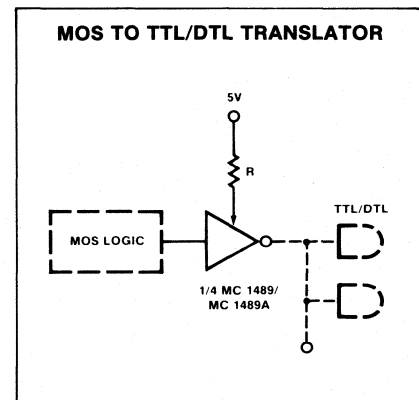 MOS TO TTL/DTL TRANSLATOR
5V
R
TTL/DTL
MOS LOGIC
1/4 MC 1489/
MC 1489A